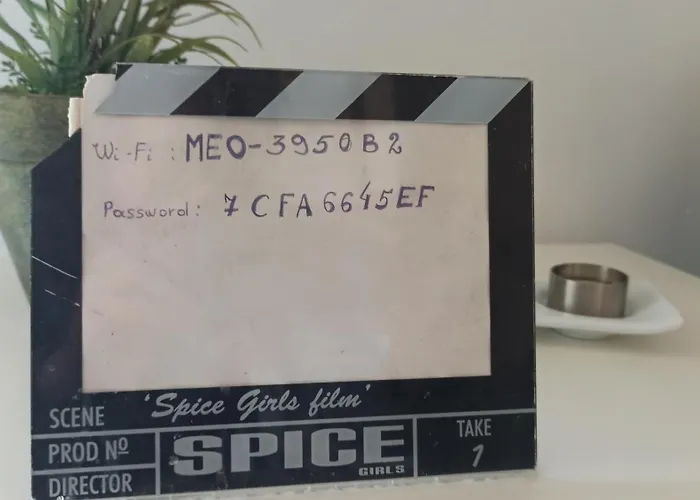 Wi-Fi : MEO-3950B2
Password: 7CFA6645EF
SCENE 'Spice Girls film'
PROD Nº
SPICE
GIRLS
TAKE
1
DIRECTOR